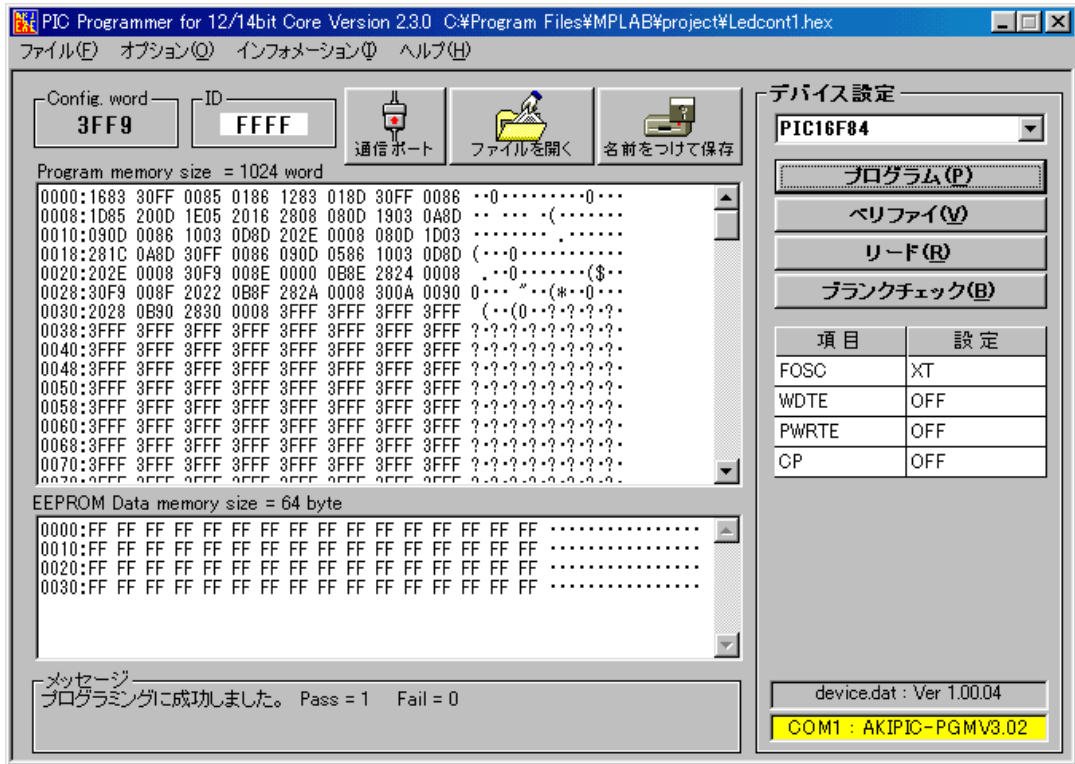 PIC Programmer for 12/14bit Core Version 2.3.0 C:¥Program Files¥MPLAB¥project¥Ledcont1.hex
ファイル(F) オプション(O) インフォメーション(I) ヘルプ(H)
Config. word
3FF9
ID
FFFF
通信ポート
ファイルを開く
名前をつけて保存
Program memory size = 1024 word
0000:1683 30FF 0085 0186 1283 018D 30FF 0086 ··0·········0···
0008:1D85 200D 1E05 2016 2808 080D 1903 0A8D ·· ··· ·(·······
0010:090D 0086 1003 0D8D 202E 0008 080D 1D03 ········ .·······
0018:281C 0A8D 30FF 0086 090D 0586 1003 0D8D (···0···········
0020:202E 0008 30F9 008E 0000 0B8E 2824 0008  .··0·······($··
0028:30F9 008F 2022 0B8F 282A 0008 300A 0090 0··· "··(*··0···
0030:2028 0B90 2830 0008 3FFF 3FFF 3FFF 3FFF  (··(0··?·?·?·?·
0038:3FFF 3FFF 3FFF 3FFF 3FFF 3FFF 3FFF 3FFF ?·?·?·?·?·?·?·?·
0040:3FFF 3FFF 3FFF 3FFF 3FFF 3FFF 3FFF 3FFF ?·?·?·?·?·?·?·?·
0048:3FFF 3FFF 3FFF 3FFF 3FFF 3FFF 3FFF 3FFF ?·?·?·?·?·?·?·?·
0050:3FFF 3FFF 3FFF 3FFF 3FFF 3FFF 3FFF 3FFF ?·?·?·?·?·?·?·?·
0058:3FFF 3FFF 3FFF 3FFF 3FFF 3FFF 3FFF 3FFF ?·?·?·?·?·?·?·?·
0060:3FFF 3FFF 3FFF 3FFF 3FFF 3FFF 3FFF 3FFF ?·?·?·?·?·?·?·?·
0068:3FFF 3FFF 3FFF 3FFF 3FFF 3FFF 3FFF 3FFF ?·?·?·?·?·?·?·?·
0070:3FFF 3FFF 3FFF 3FFF 3FFF 3FFF 3FFF 3FFF ?·?·?·?·?·?·?·?·
EEPROM Data memory size = 64 byte
0000:FF FF FF FF FF FF FF FF FF FF FF FF FF FF FF FF ················
0010:FF FF FF FF FF FF FF FF FF FF FF FF FF FF FF FF ················
0020:FF FF FF FF FF FF FF FF FF FF FF FF FF FF FF FF ················
0030:FF FF FF FF FF FF FF FF FF FF FF FF FF FF FF FF ················
メッセージ
プログラミングに成功しました。 Pass = 1 Fail = 0
デバイス設定
PIC16F84
プログラム(P)
ベリファイ(V)
リード(R)
ブランクチェック(B)
項目 設定
FOSC XT
WDTE OFF
PWRTE OFF
CP OFF
device.dat : Ver 1.00.04
COM1 : AKIPIC-PGMV3.02